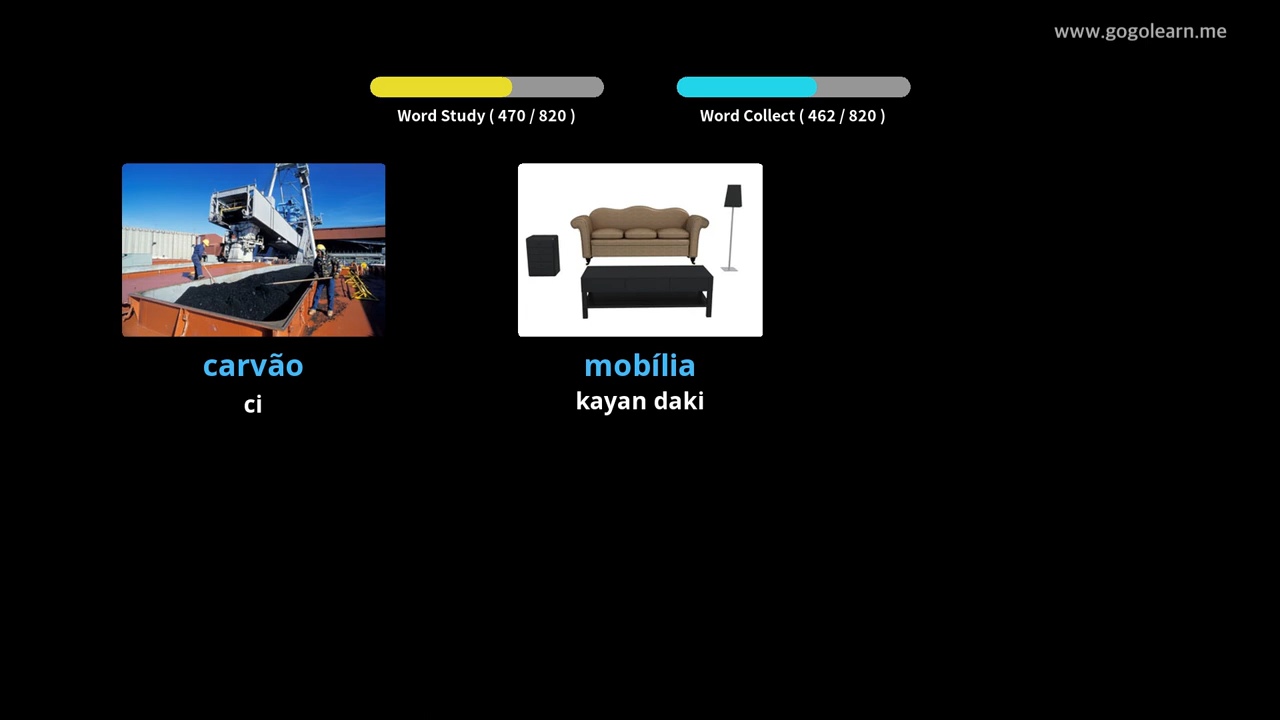 www.gogolearn.me
Word Study ( 470 / 820 )
Word Collect ( 462 / 820 )
carvão
ci
mobília
kayan daki